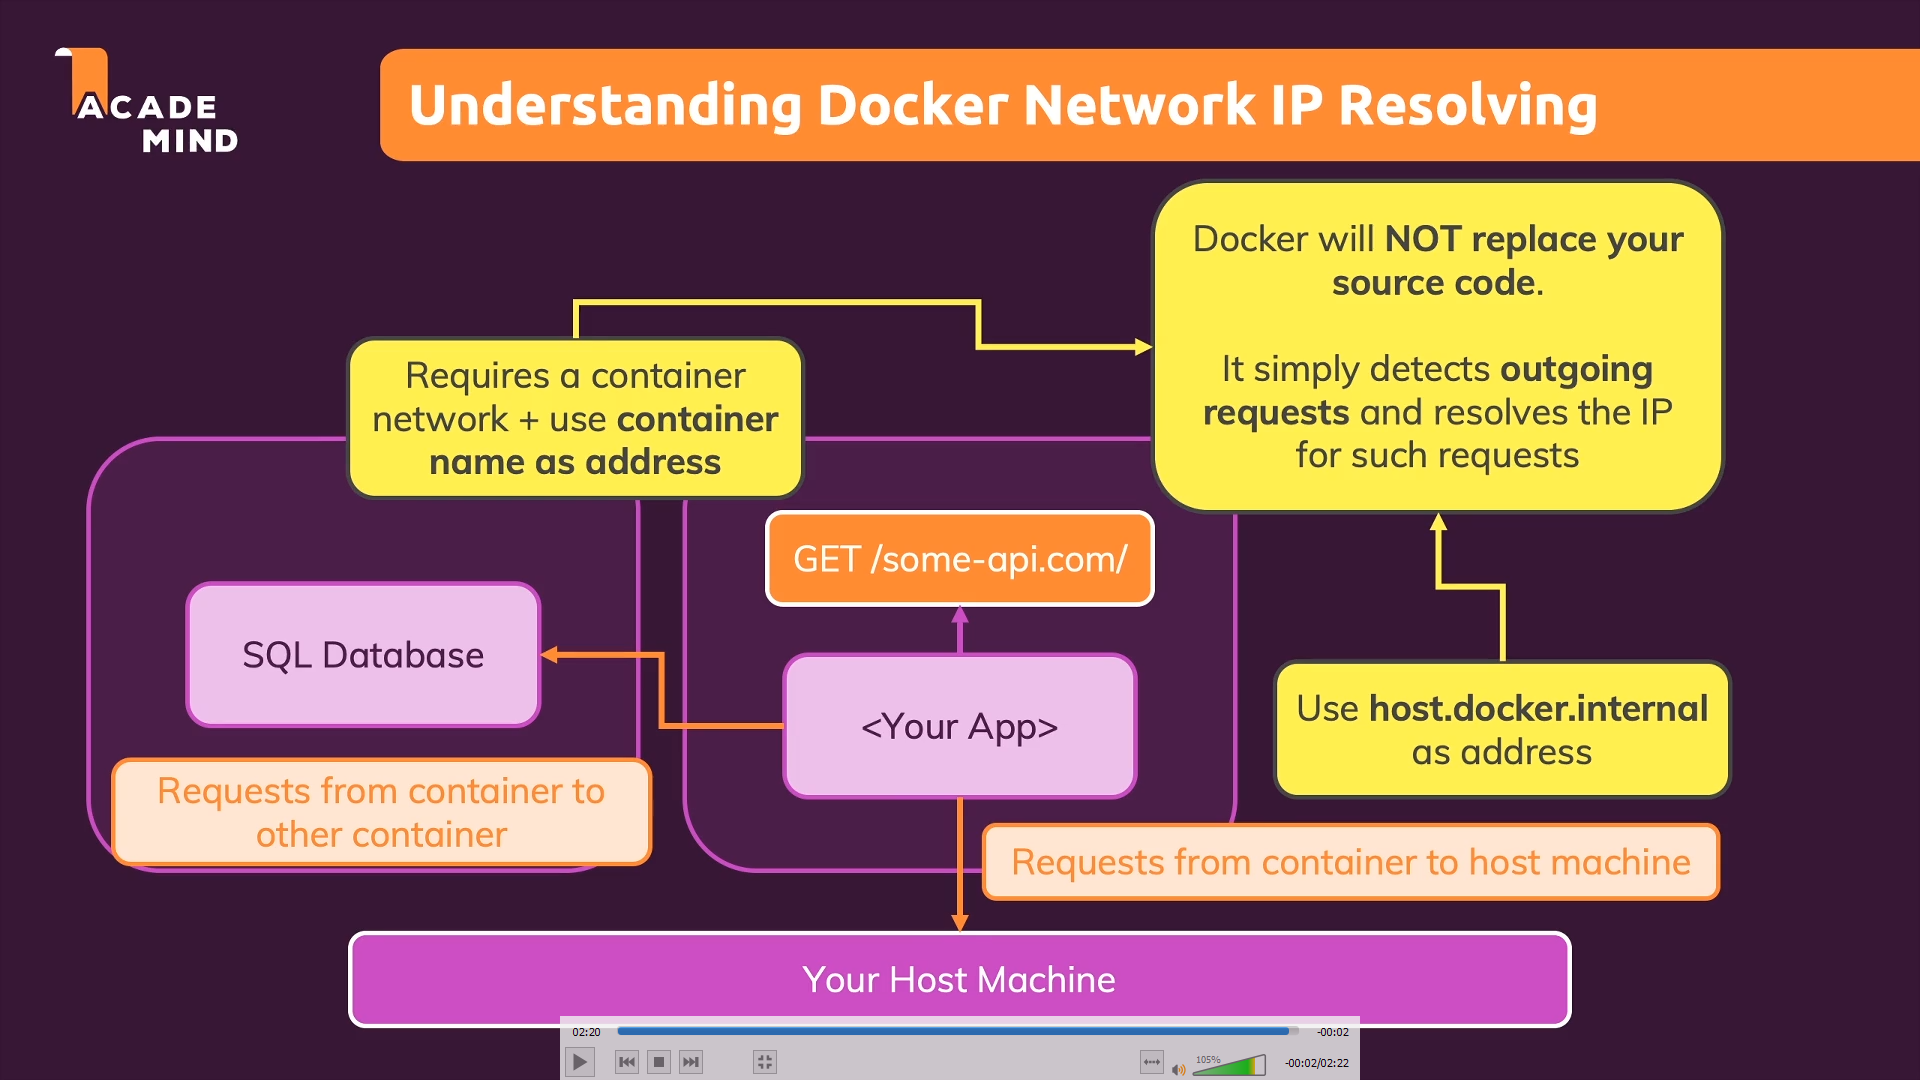 ACADE
MIND
Understanding Docker Network IP Resolving
Docker will NOT replace your
source code.
It simply detects outgoing
requests and resolves the IP
for such requests
Requires a container
network + use container
name as address
GET /some-api.com/
SQL Database
<Your App>
Use host.docker.internal
as address
Requests from container to
other container
Requests from container to host machine
Your Host Machine
02:20
-00:02
105%
-00:02/02:22